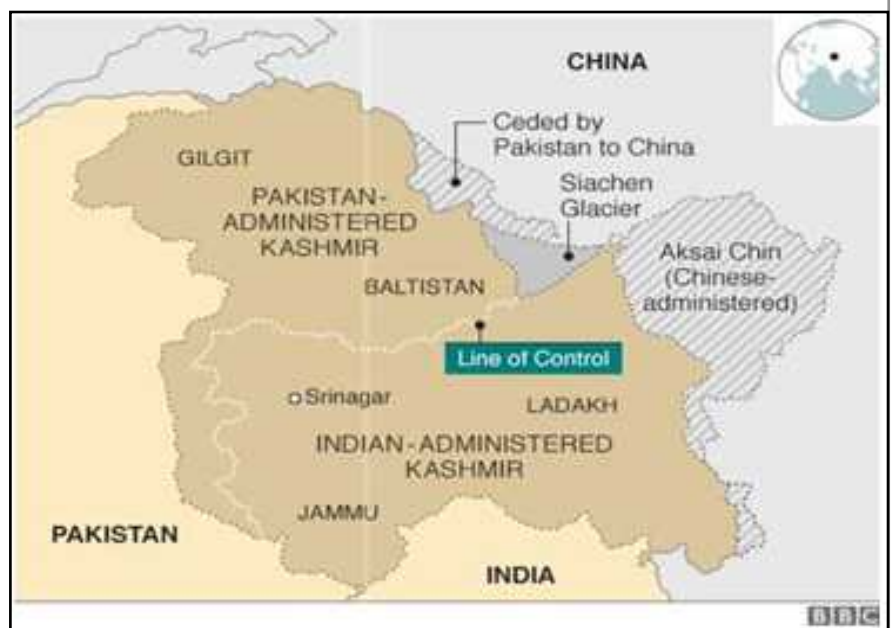 CHINA
Ceded by
Pakistan to China
Siachen
Glacier
GILGIT
PAKISTAN-
ADMINISTERED
KASHMIR
Aksai Chin
(Chinese-
administered)
BALTISTAN
Line of Control
Srinagar
LADAKH
INDIAN-ADMINISTERED
KASHMIR
JAMMU
PAKISTAN
INDIA
BBC